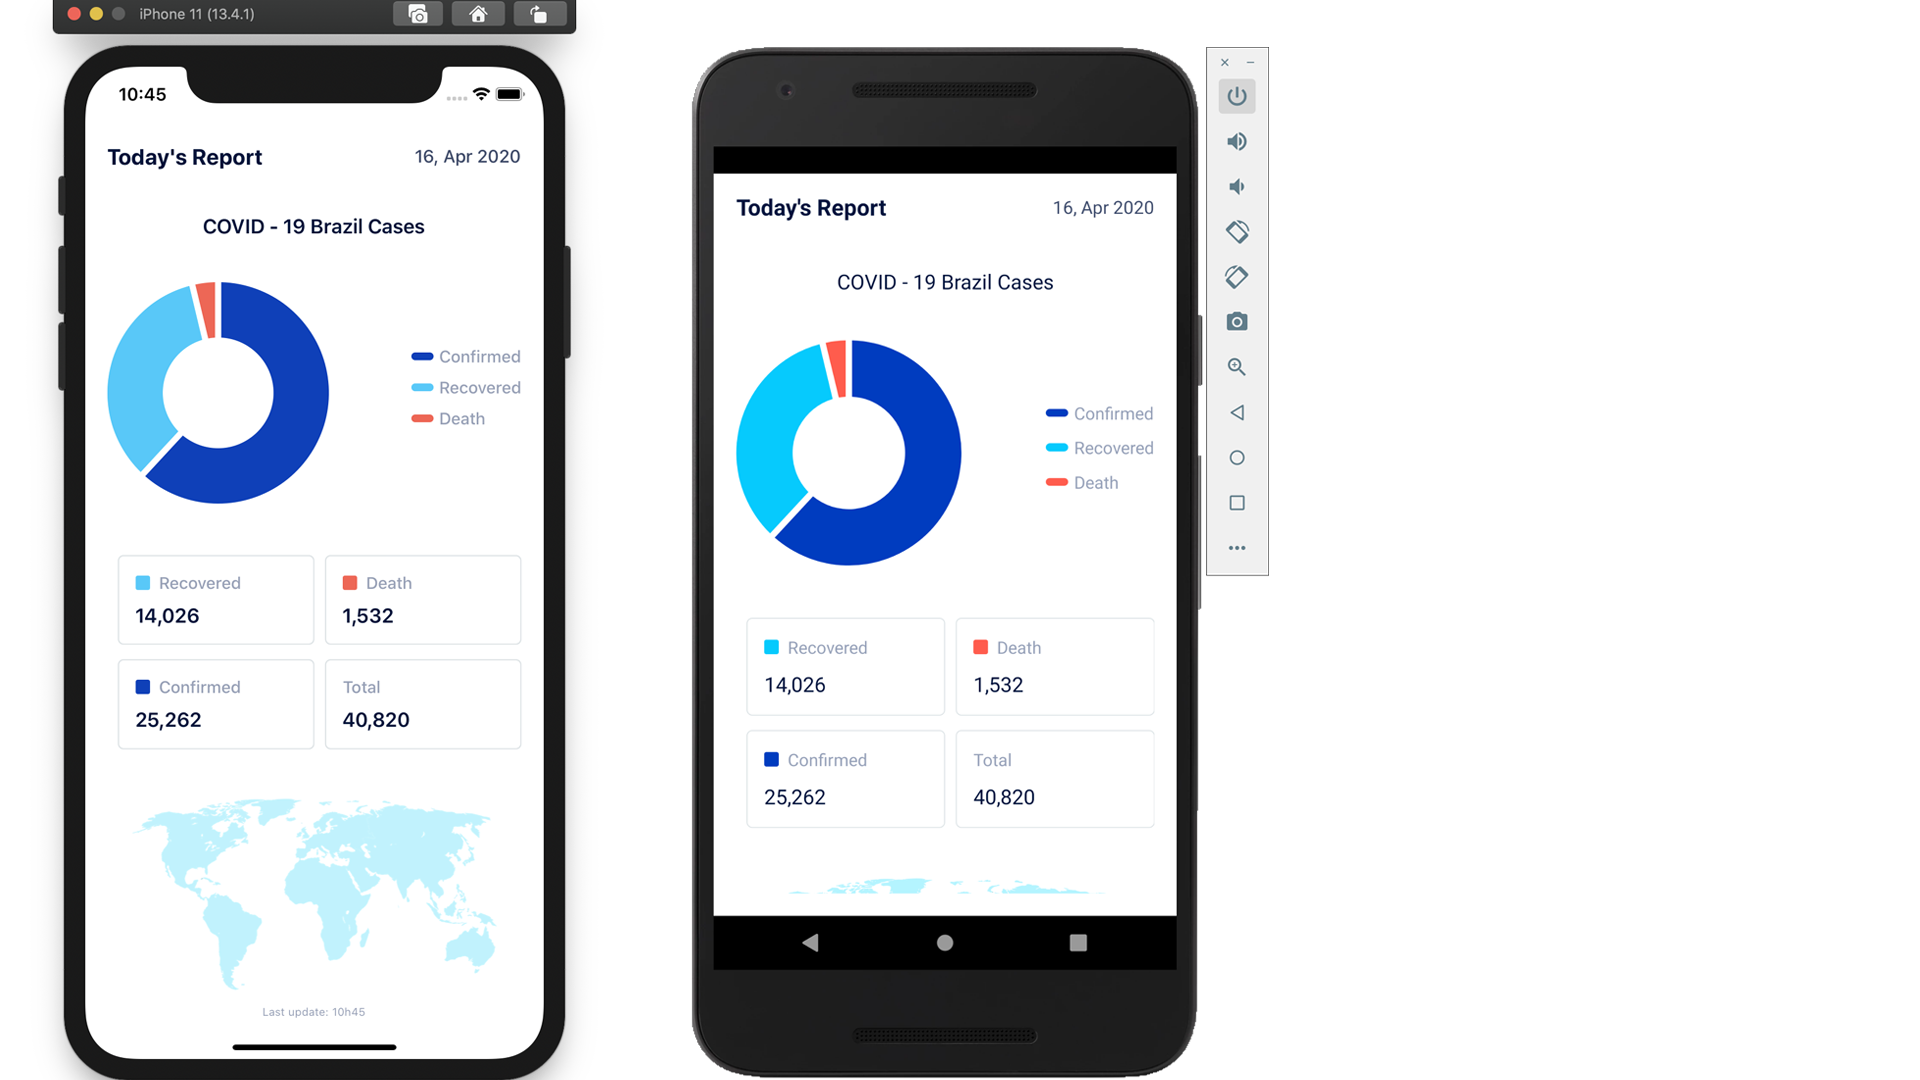 iPhone 11 (13.4.1)
10:45
Today's Report
16, Apr 2020
COVID - 19 Brazil Cases
Confirmed
Recovered
Death
Recovered
14,026
Death
1,532
Confirmed
25,262
Total
40,820
Last update: 10h45
Today's Report
16, Apr 2020
COVID - 19 Brazil Cases
Confirmed
Recovered
Death
Recovered
14,026
Death
1,532
Confirmed
25,262
Total
40,820